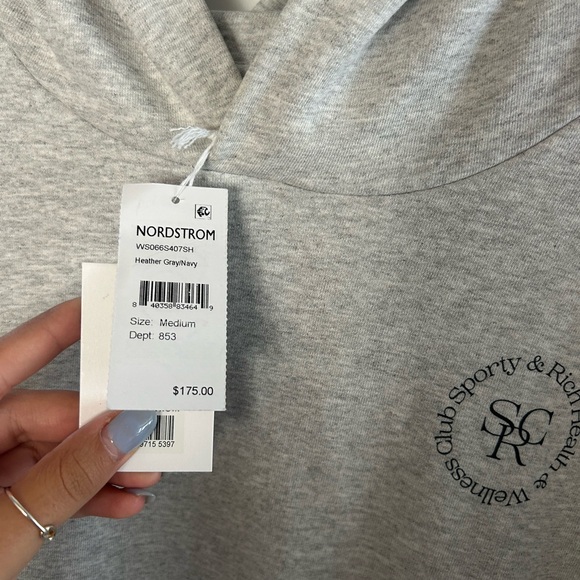 NORDSTROM
WS066S407SH
Heather Gray/Navy
8 40358 83464 9
Size: Medium
Dept: 853
$175.00
9715 5397
Sporty & Rich Health & Wellness Club
SRC